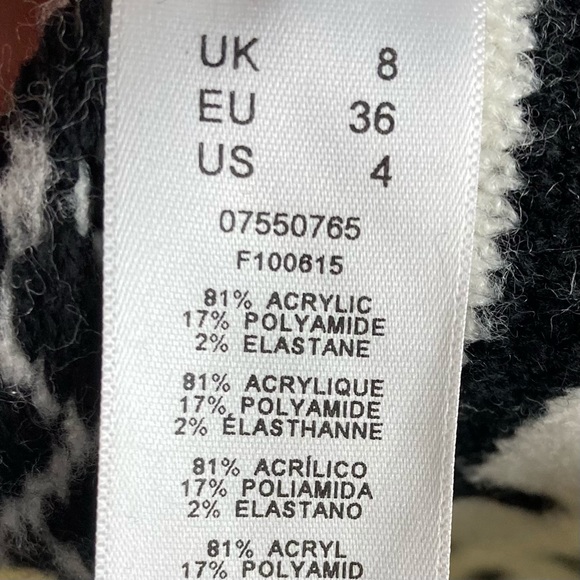 UK 8
EU 36
US 4
07550765
F100615
81% ACRYLIC
17% POLYAMIDE
2% ELASTANE
81% ACRYLIQUE
17% POLYAMIDE
2% ÉLASTHANNE
81% ACRÍLICO
17% POLIAMIDA
2% ELASTANO
81% ACRYL
17% POLYAMID